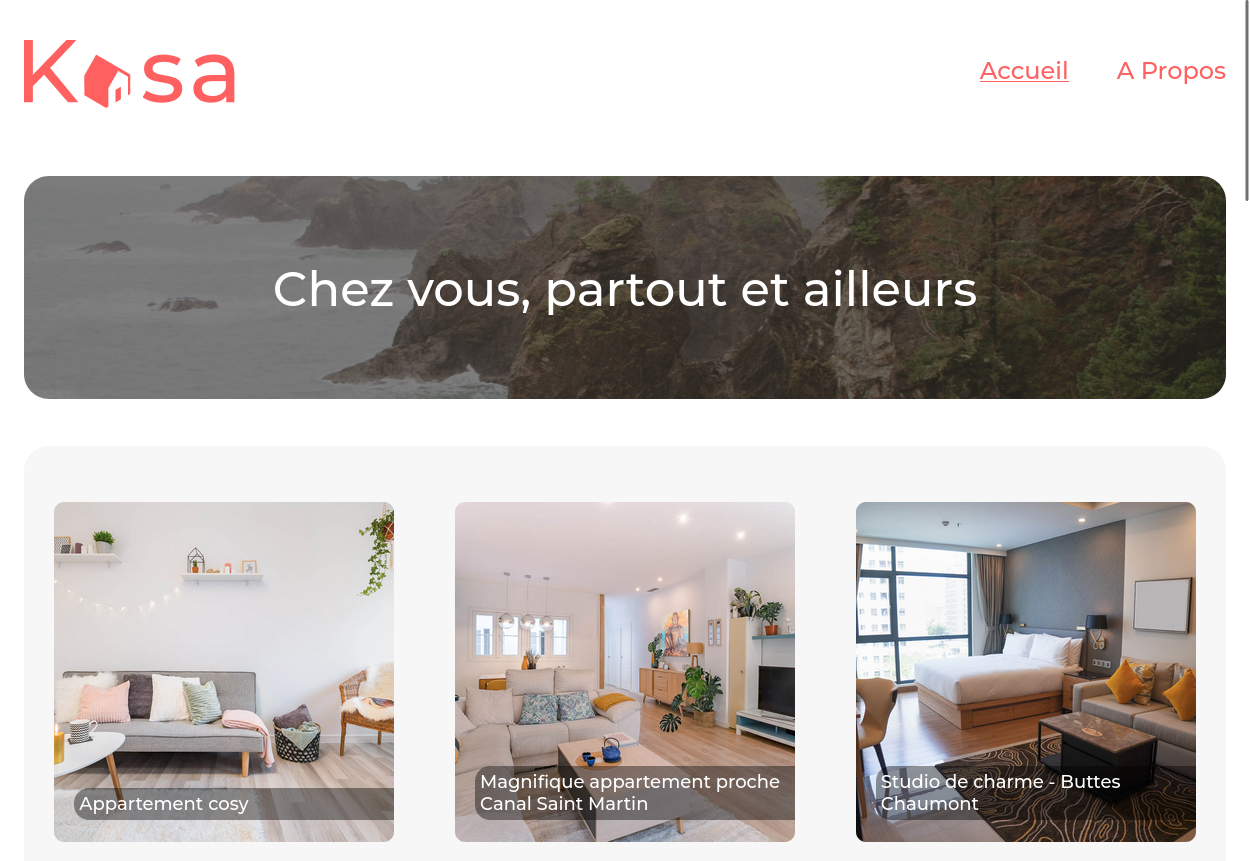 Kosa
Accueil
A Propos
Chez vous, partout et ailleurs
Appartement cosy
Magnifique appartement proche
Canal Saint Martin
Studio de charme - Buttes
Chaumont